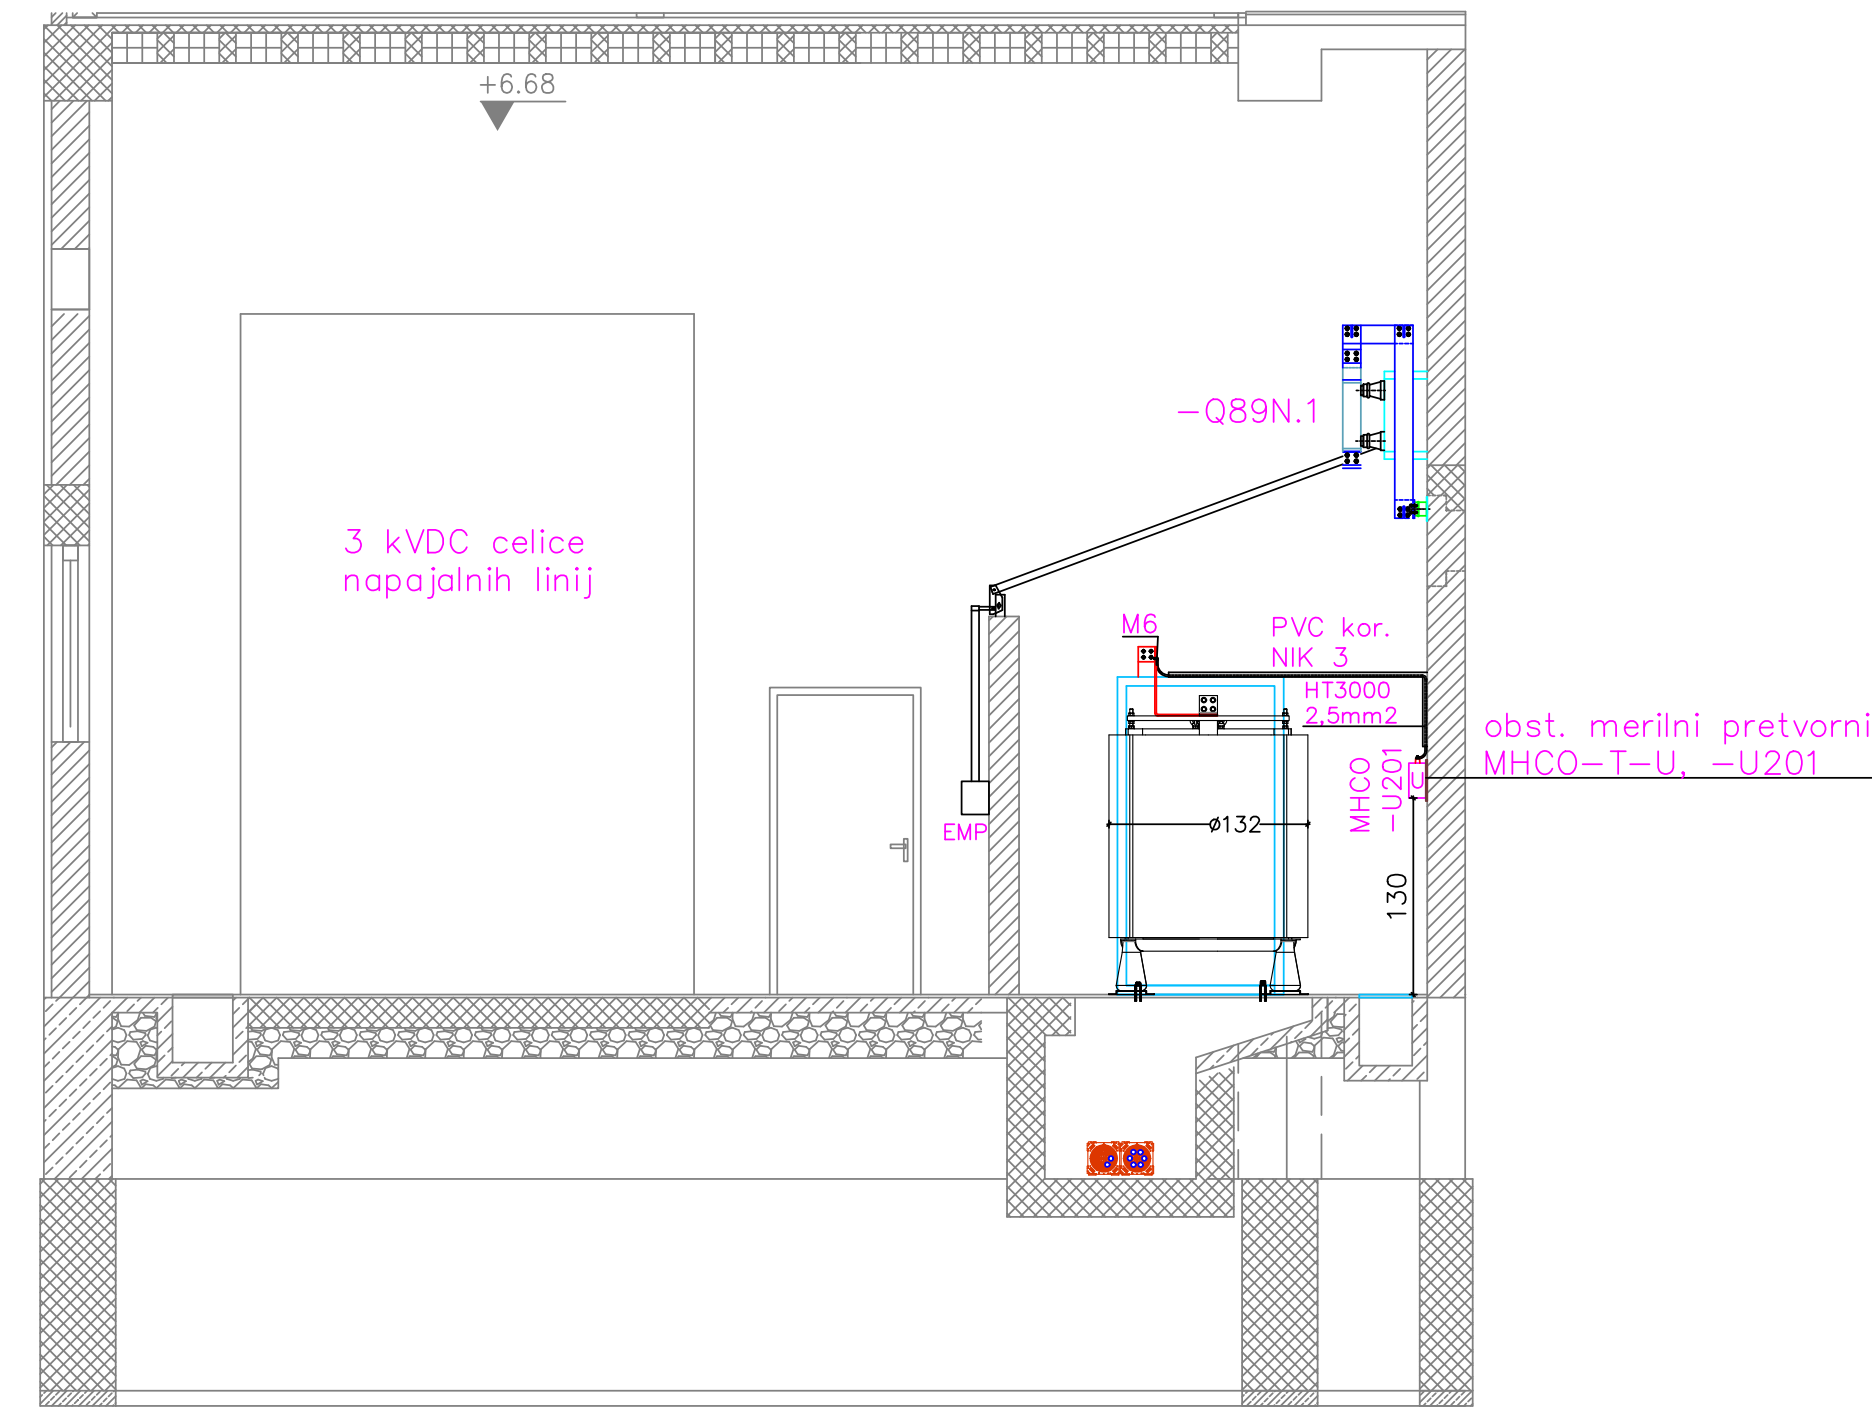 +6.68
-Q89N.1
3 kVDC celice
napajalnih linij
M6
PVC kor.
NIK 3
HT3000
2,5mm2
obst. merilni pretvorni
MHCO-T-U, -U201
MHCO
-U201
U
EMP
ø132
130